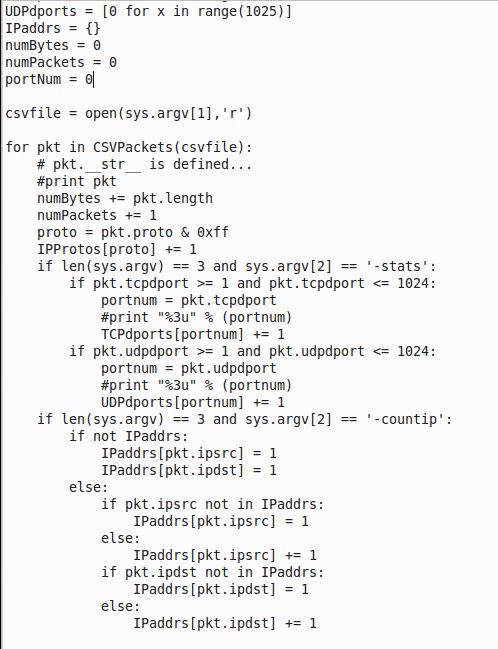 UDPdports = [0 for x in range(1025)]
IPaddrs = {}
numBytes = 0
numPackets = 0
portNum = 0
csvfile = open(sys.argv[1],'r')
for pkt in CSVPackets(csvfile):
    # pkt.__str__ is defined...
    #print pkt
    numBytes += pkt.length
    numPackets += 1
    proto = pkt.proto & 0xff
    IPProtos[proto] += 1
    if len(sys.argv) == 3 and sys.argv[2] == '-stats':
        if pkt.tcpdport >= 1 and pkt.tcpdport <= 1024:
            portnum = pkt.tcpdport
            #print "%3u" % (portnum)
            TCPdports[portnum] += 1
        if pkt.udpdport >= 1 and pkt.udpdport <= 1024:
            portnum = pkt.udpdport
            #print "%3u" % (portnum)
            UDPdports[portnum] += 1
    if len(sys.argv) == 3 and sys.argv[2] == '-countip':
        if not IPaddrs:
            IPaddrs[pkt.ipsrc] = 1
            IPaddrs[pkt.ipdst] = 1
        else:
            if pkt.ipsrc not in IPaddrs:
                IPaddrs[pkt.ipsrc] = 1
            else:
                IPaddrs[pkt.ipsrc] += 1
            if pkt.ipdst not in IPaddrs:
                IPaddrs[pkt.ipdst] = 1
            else:
                IPaddrs[pkt.ipdst] += 1